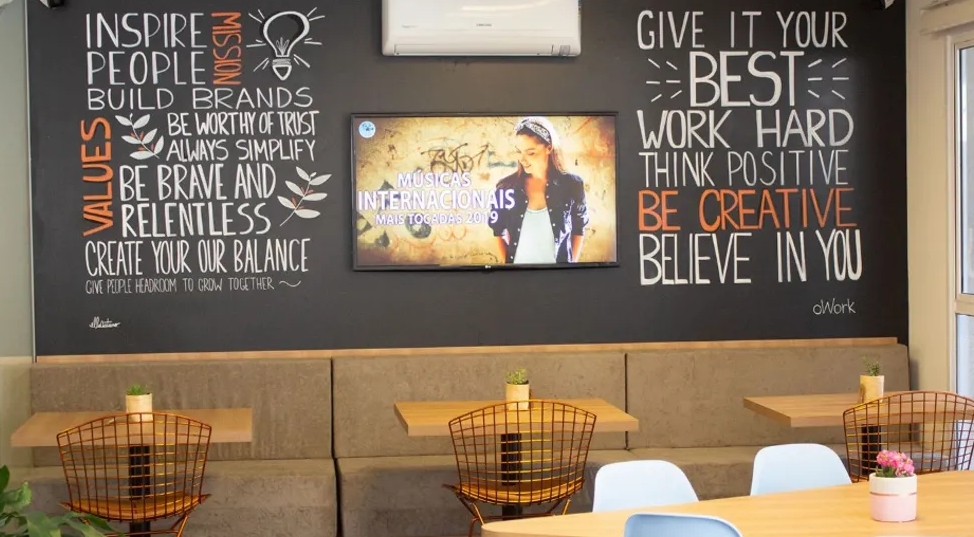 INSPIRE
PEOPLE
MISSION
BUILD BRANDS
VALUES
BE WORTHY OF TRUST
ALWAYS SIMPLIFY
BE BRAVE AND
RELENTLESS
CREATE YOUR OUR BALANCE
GIVE PEOPLE HEADROOM TO GROW TOGETHER
MÚSICAS
INTERNACIONAIS
MAIS TOCADAS 2019
LG
GIVE IT YOUR
BEST
WORK HARD
THINK POSITIVE
BE CREATIVE
BELIEVE IN YOU
oWork